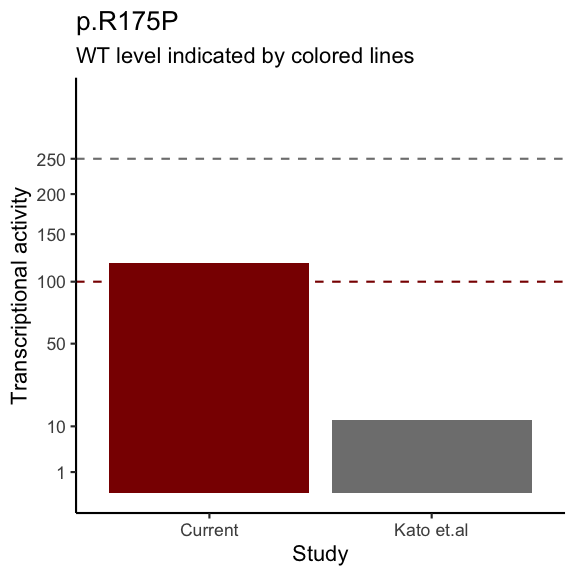 p.R175P
WT level indicated by colored lines
Transcriptional activity
250
200
150
100
50
10
1
Current
Kato et.al
Study